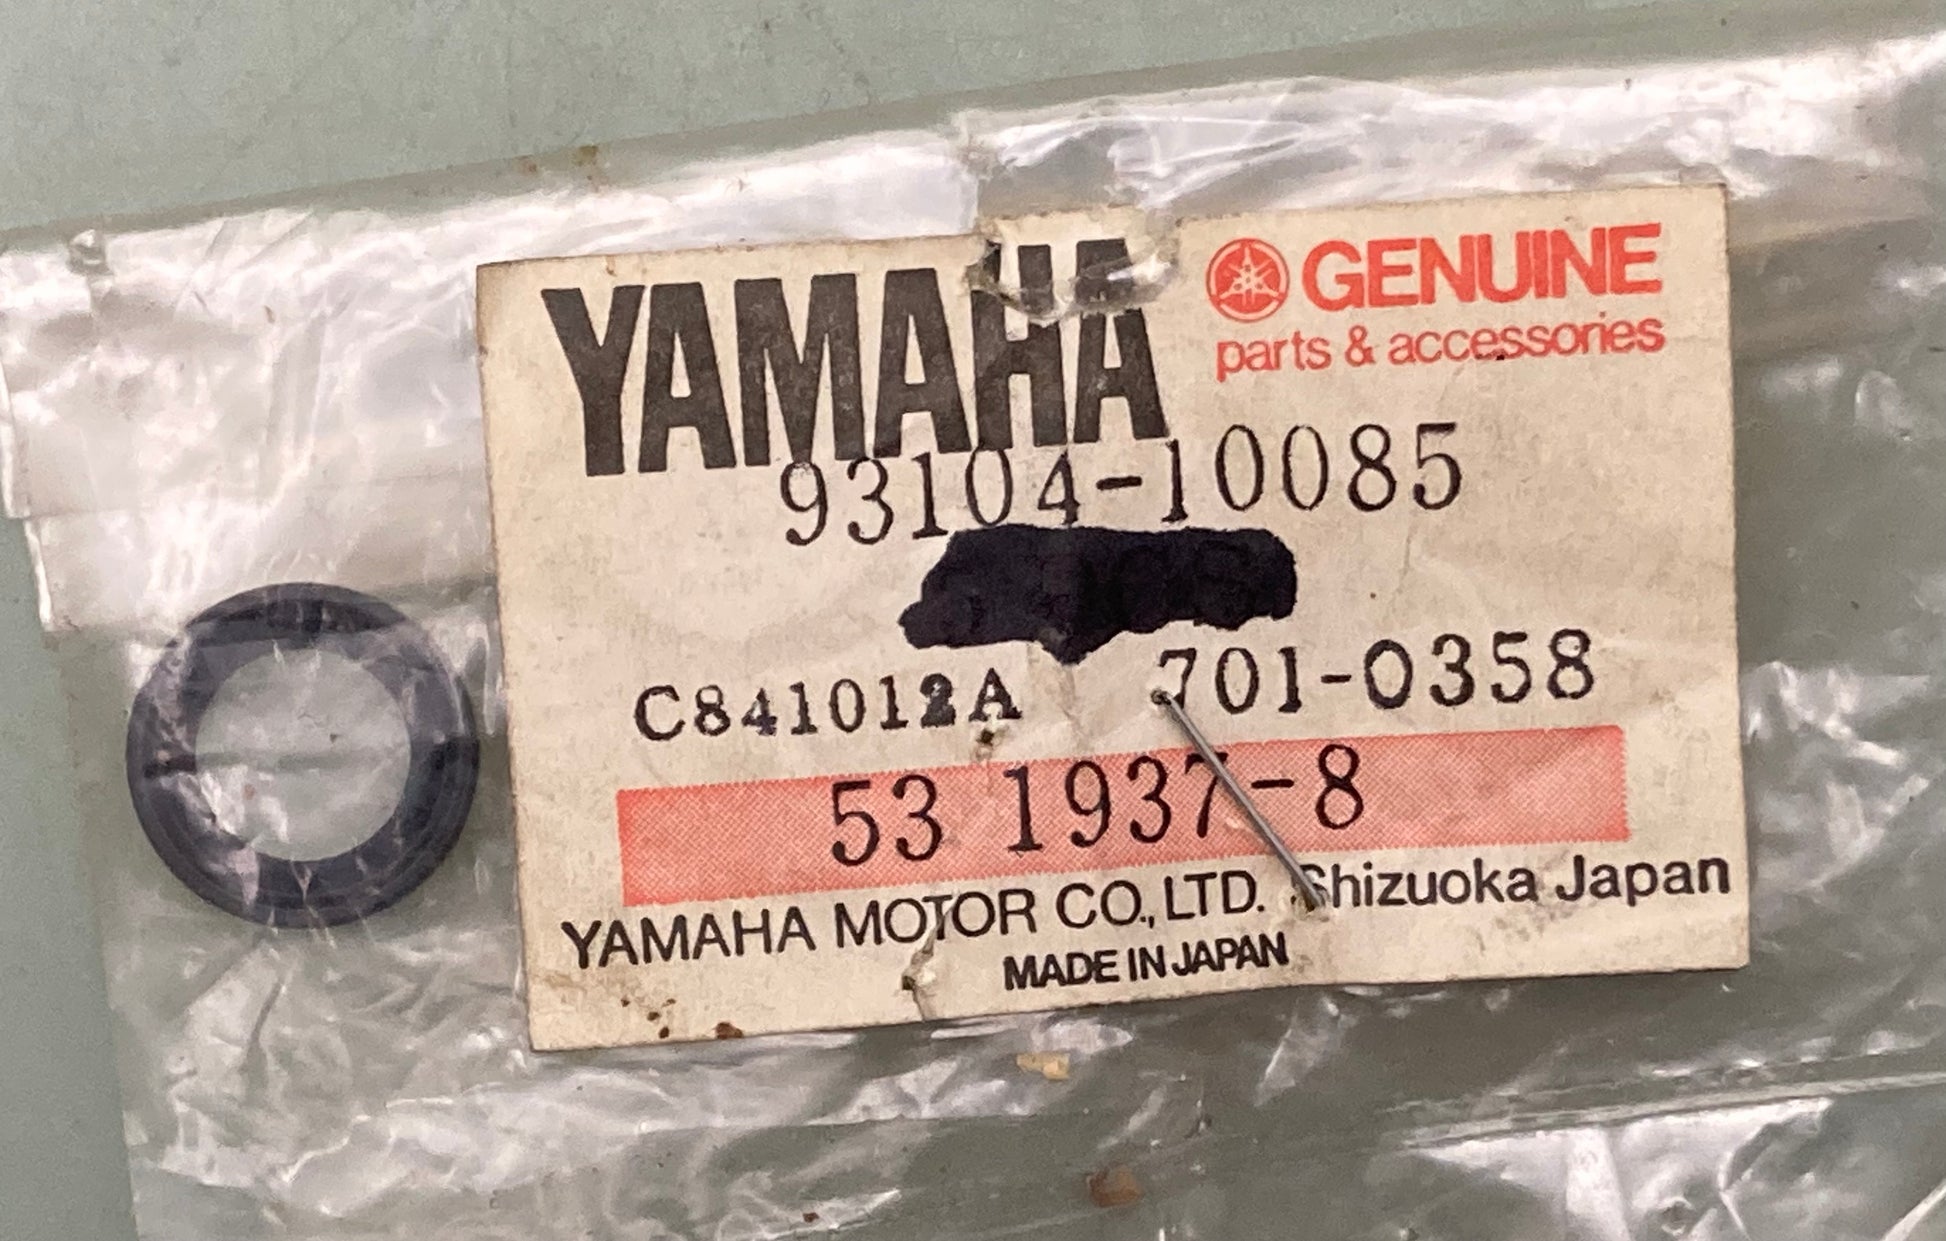 YAMAHA GENUINE
parts & accessories
93104-10085
C841012A 701-0358
53 1937-8
YAMAHA MOTOR CO., LTD. Shizuoka Japan
MADE IN JAPAN